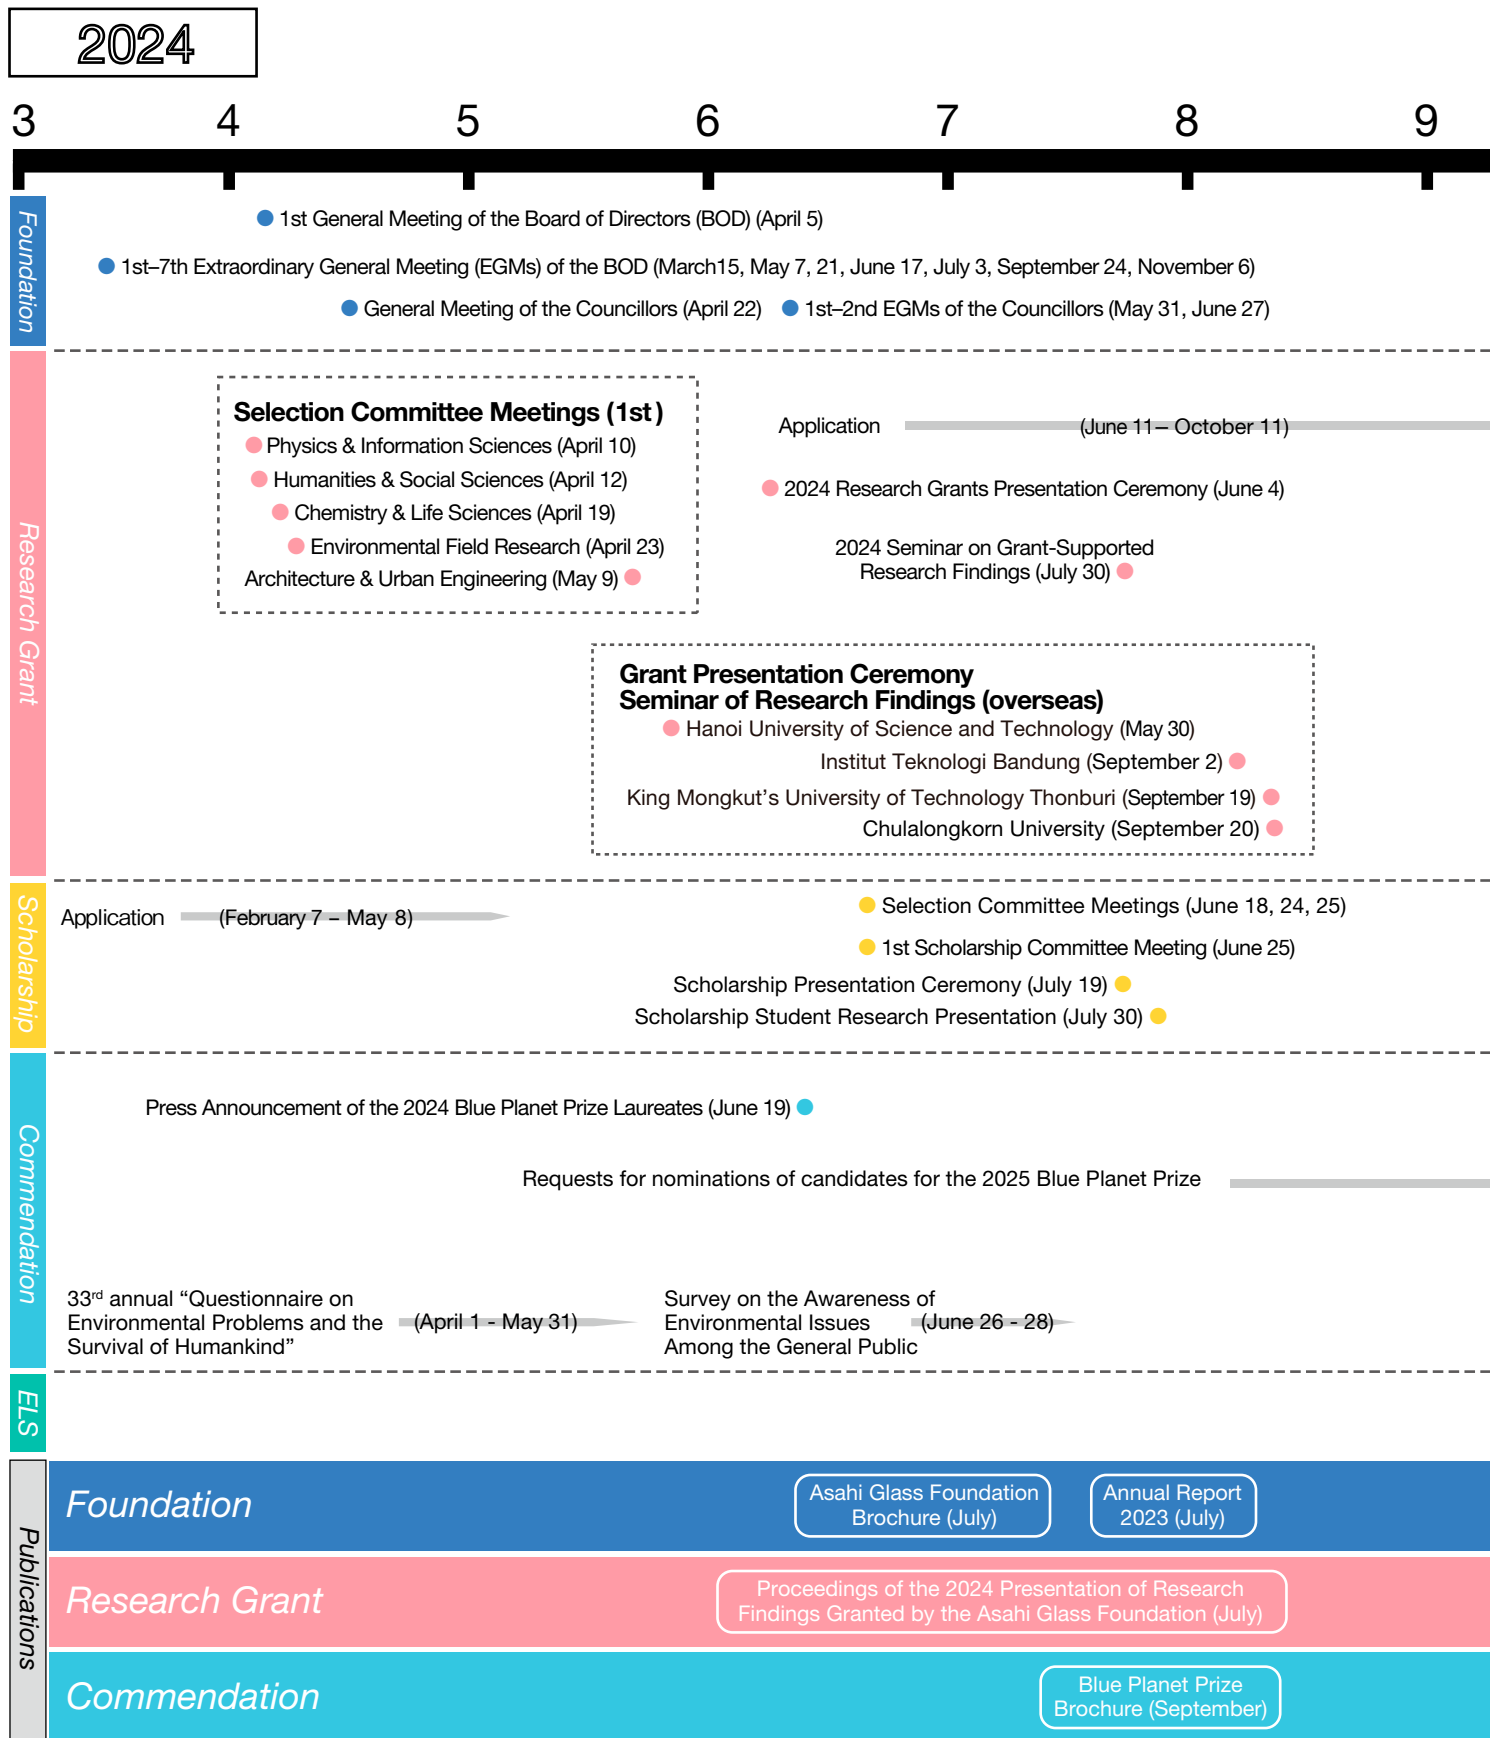 2024
3 4 5 6 7 8 9
Foundation
1st General Meeting of the Board of Directors (BOD) (April 5)
1st–7th Extraordinary General Meeting (EGMs) of the BOD (March15, May 7, 21, June 17, July 3, September 24, November 6)
General Meeting of the Councillors (April 22) 1st–2nd EGMs of the Councillors (May 31, June 27)
Research Grant
Selection Committee Meetings (1st)
Physics & Information Sciences (April 10)
Humanities & Social Sciences (April 12)
Chemistry & Life Sciences (April 19)
Environmental Field Research (April 23)
Architecture & Urban Engineering (May 9)
Application (June 11– October 11)
2024 Research Grants Presentation Ceremony (June 4)
2024 Seminar on Grant-Supported
Research Findings (July 30)
Grant Presentation Ceremony
Seminar of Research Findings (overseas)
Hanoi University of Science and Technology (May 30)
Institut Teknologi Bandung (September 2)
King Mongkut’s University of Technology Thonburi (September 19)
Chulalongkorn University (September 20)
Scholarship
Application (February 7 – May 8)
Selection Committee Meetings (June 18, 24, 25)
1st Scholarship Committee Meeting (June 25)
Scholarship Presentation Ceremony (July 19)
Scholarship Student Research Presentation (July 30)
Commendation
Press Announcement of the 2024 Blue Planet Prize Laureates (June 19)
Requests for nominations of candidates for the 2025 Blue Planet Prize
33rd annual “Questionnaire on
Environmental Problems and the
Survival of Humankind”
(April 1 - May 31)
Survey on the Awareness of
Environmental Issues
Among the General Public
(June 26 - 28)
ELS
Publications
Foundation
Asahi Glass Foundation
Brochure (July)
Annual Report
2023 (July)
Research Grant
Proceedings of the 2024 Presentation of Research
Findings Granted by the Asahi Glass Foundation (July)
Commendation
Blue Planet Prize
Brochure (September)